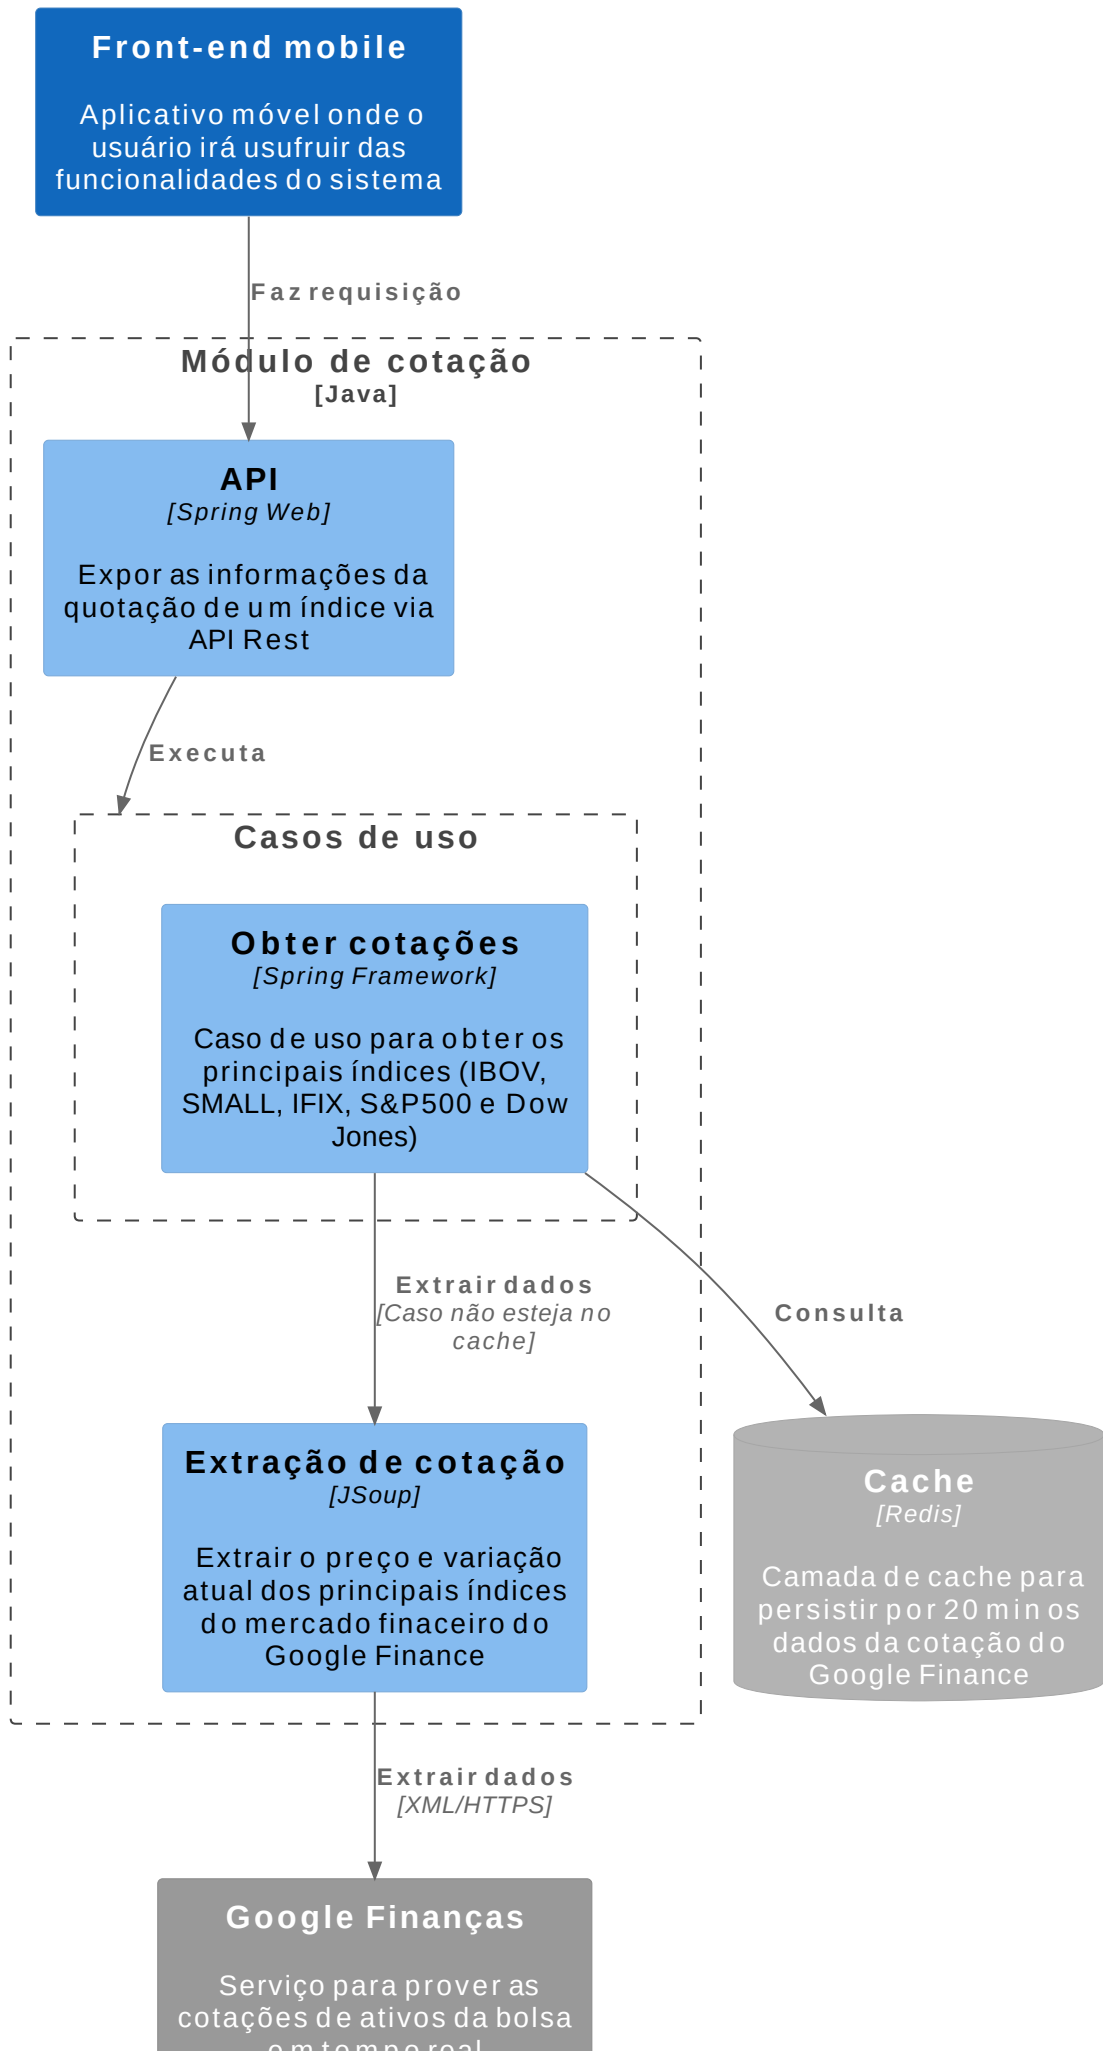 Front-end mobile
Aplicativo móvel onde o
usuário irá usufruir das
funcionalidades do sistema
Faz requisição
Módulo de cotação
[Java]
API
[Spring Web]
Expor as informações da
quotação de um índice via
API Rest
Executa
Casos de uso
Obter cotações
[Spring Framework]
Caso de uso para obter os
principais índices (IBOV,
SMALL, IFIX, S&P500 e Dow
Jones)
Extrair dados
[Caso não esteja no
cache]
Consulta
Extração de cotação
[JSoup]
Extrair o preço e variação
atual dos principais índices
do mercado finaceiro do
Google Finance
Cache
[Redis]
Camada de cache para
persistir por 20 min os
dados da cotação do
Google Finance
Extrair dados
[XML/HTTPS]
Google Finanças
Serviço para prover as
cotações de ativos da bolsa
em tempo real